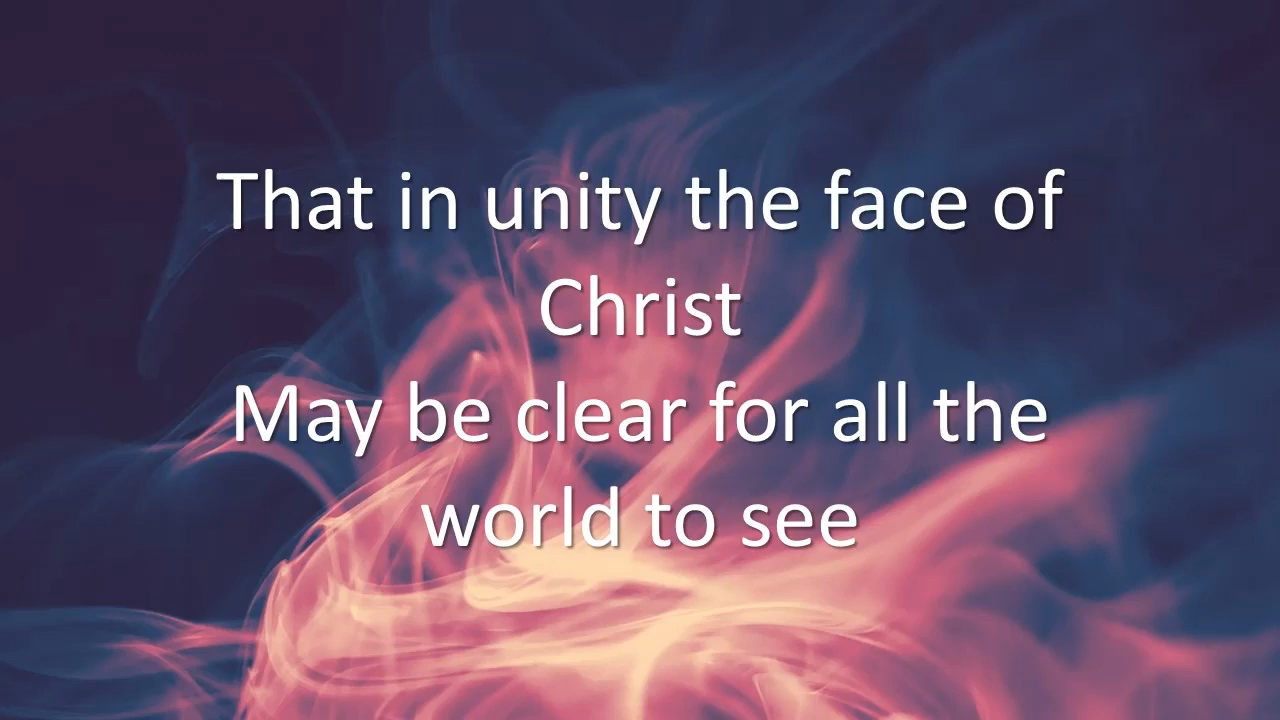 That in unity the face of
Christ
May be clear for all the
world to see